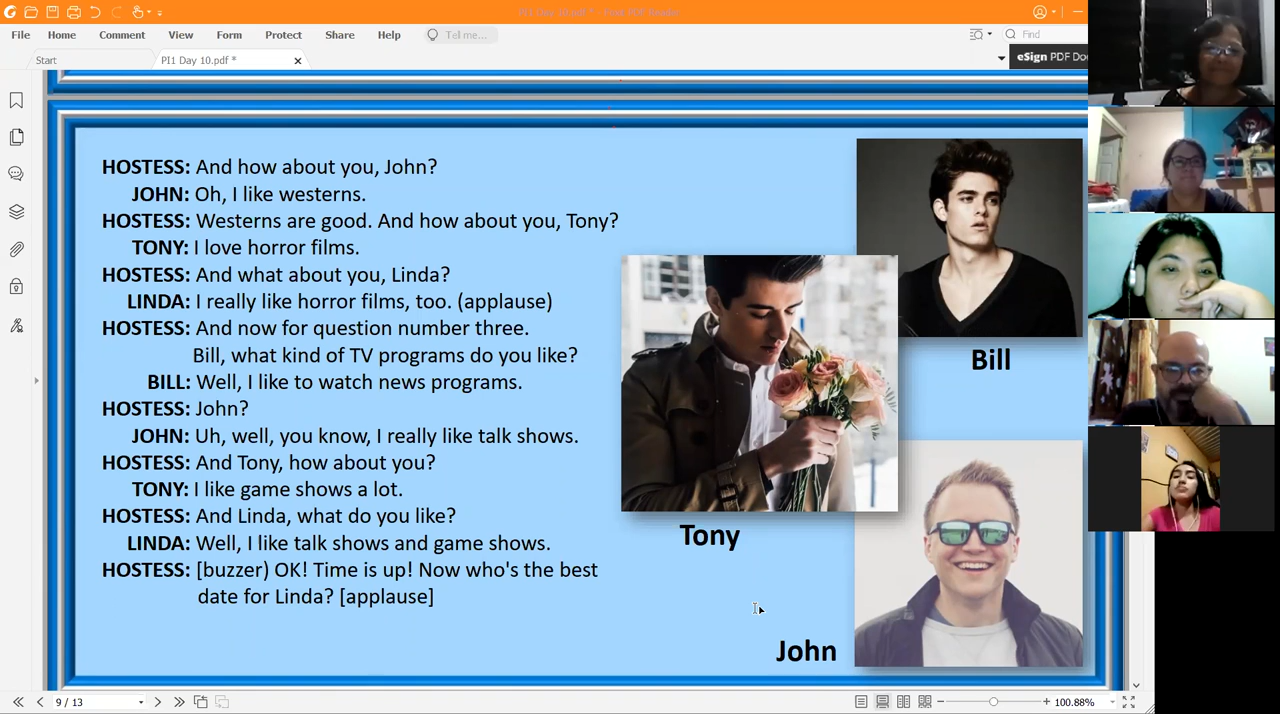 PI1 Day 10.pdf * - Foxit PDF Reader
File Home Comment View Form Protect Share Help Tell me... Find
Start PI1 Day 10.pdf * eSign PDF Doc
HOSTESS: And how about you, John?
JOHN: Oh, I like westerns.
HOSTESS: Westerns are good. And how about you, Tony?
TONY: I love horror films.
HOSTESS: And what about you, Linda?
LINDA: I really like horror films, too. (applause)
HOSTESS: And now for question number three.
Bill, what kind of TV programs do you like?
BILL: Well, I like to watch news programs.
HOSTESS: John?
JOHN: Uh, well, you know, I really like talk shows.
HOSTESS: And Tony, how about you?
TONY: I like game shows a lot.
HOSTESS: And Linda, what do you like?
LINDA: Well, I like talk shows and game shows.
HOSTESS: [buzzer) OK! Time is up! Now who's the best
date for Linda? [applause]
Bill
Tony
John
9 / 13
100.88%